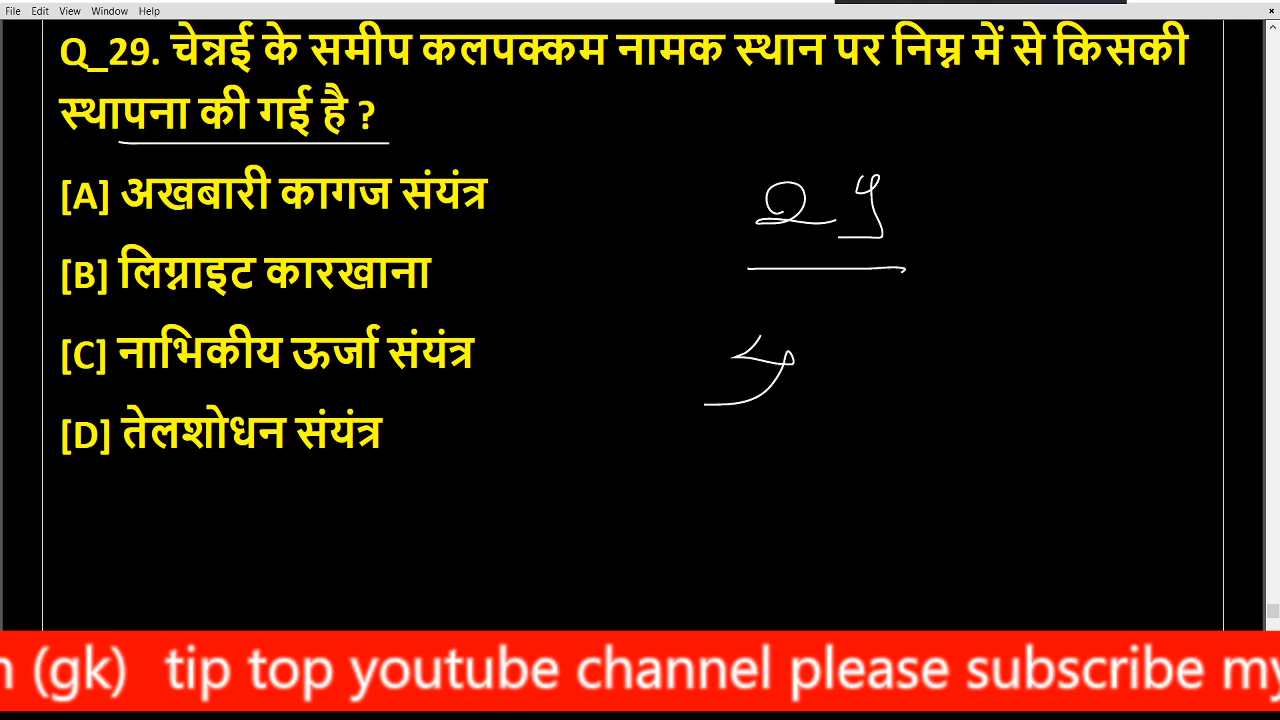 File Edit View Window Help
Q_29. चेन्नई के समीप कलपक्कम नामक स्थान पर निम्न में से किसकी
स्थापना की गई है ?
[A] अखबारी कागज संयंत्र
[B] लिग्नाइट कारखाना
[C] नाभिकीय ऊर्जा संयंत्र
[D] तेलशोधन संयंत्र
(gk) tip top youtube channel please subscribe my